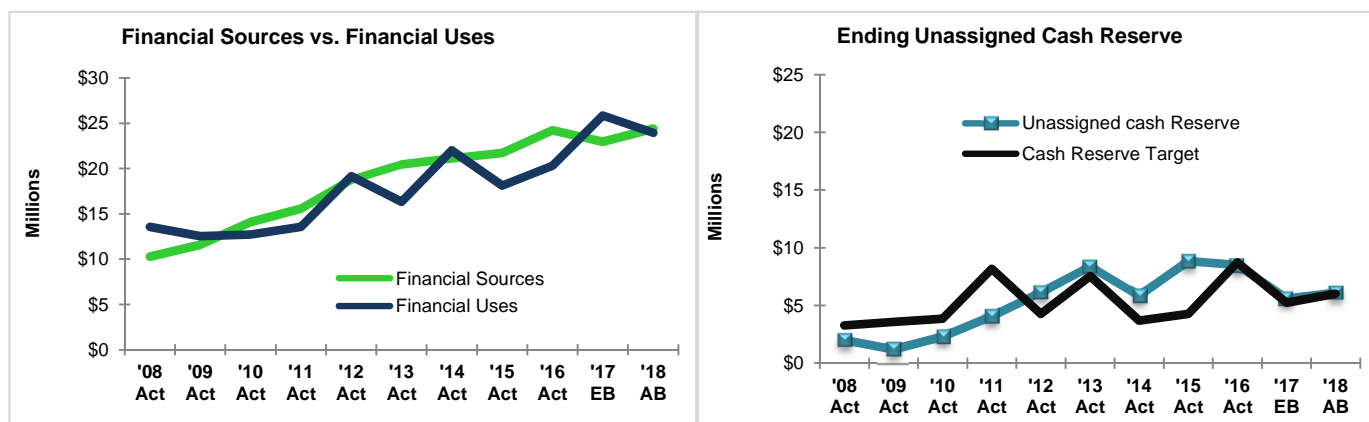 Financial Sources vs. Financial Uses
$30
$25
$20
$15
$10
$5
$0
Millions
Financial Sources
Financial Uses
'08 '09 '10 '11 '12 '13 '14 '15 '16 '17 '18
Act Act Act Act Act Act Act Act Act EB AB
Ending Unassigned Cash Reserve
$25
$20
$15
$10
$5
$0
Millions
Unassigned cash Reserve
Cash Reserve Target
'08 '09 '10 '11 '12 '13 '14 '15 '16 '17 '18
Act Act Act Act Act Act Act Act Act EB AB